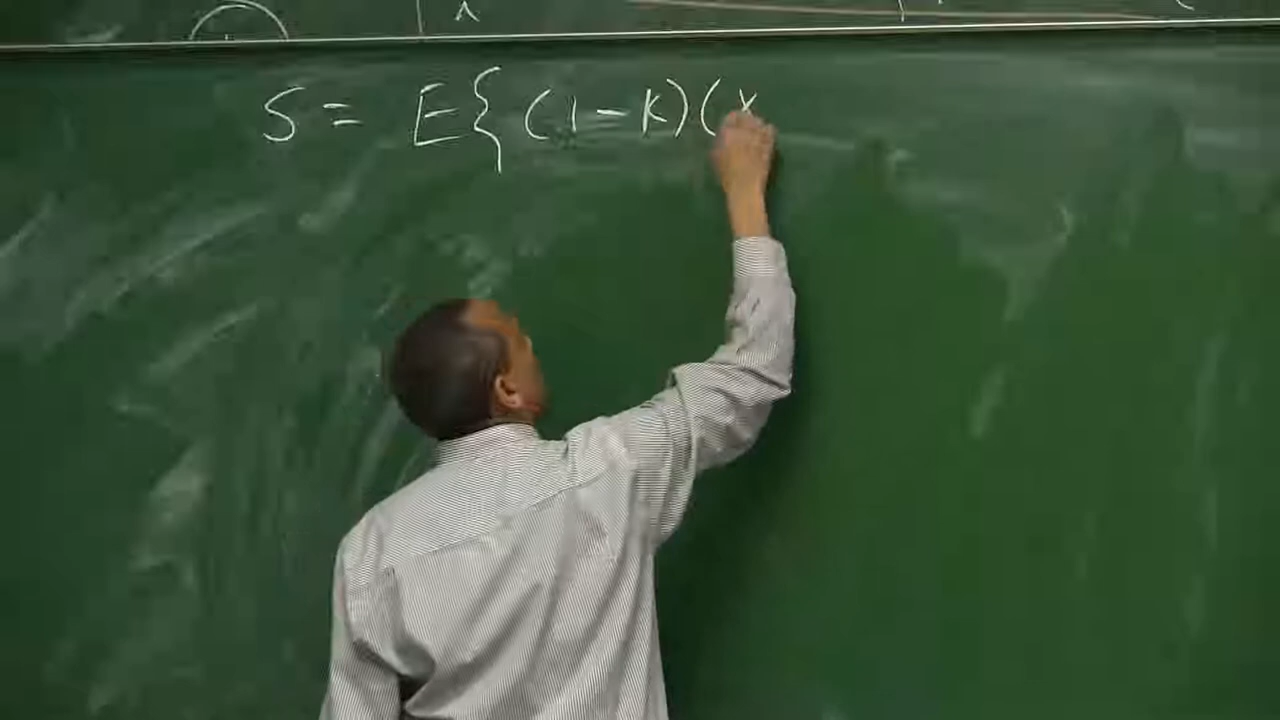 S = E{ (1 - K)(x